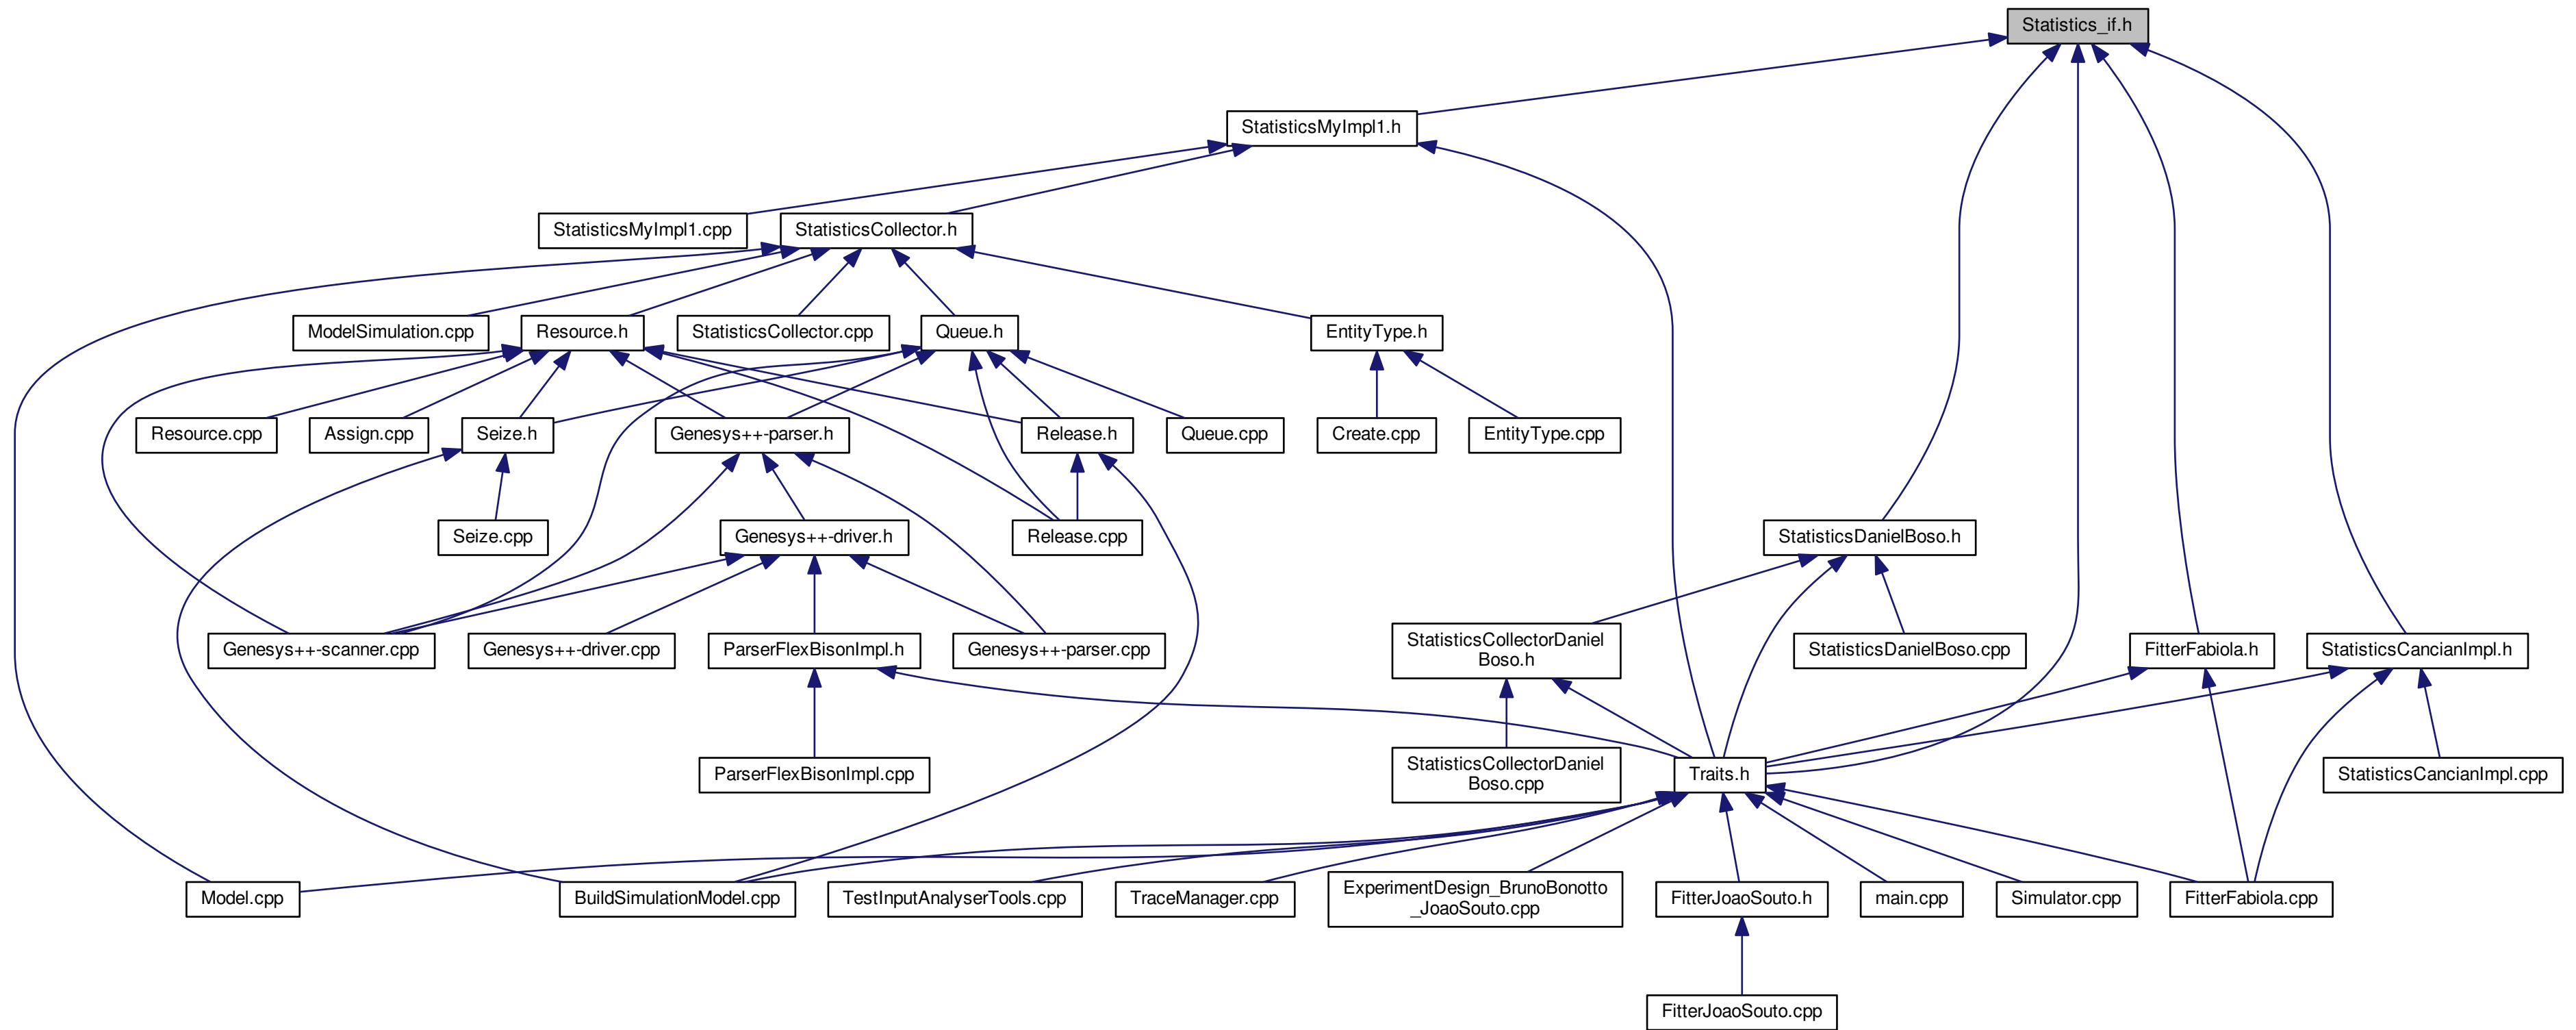 Statistics_if.h
StatisticsMyImpl1.h
StatisticsMyImpl1.cpp
StatisticsCollector.h
ModelSimulation.cpp
Resource.h
StatisticsCollector.cpp
Queue.h
EntityType.h
Resource.cpp
Assign.cpp
Seize.h
Genesys++-parser.h
Release.h
Queue.cpp
Create.cpp
EntityType.cpp
Seize.cpp
Genesys++-driver.h
Release.cpp
StatisticsDanielBoso.h
Genesys++-scanner.cpp
Genesys++-driver.cpp
ParserFlexBisonImpl.h
Genesys++-parser.cpp
StatisticsCollectorDaniel
Boso.h
StatisticsDanielBoso.cpp
FitterFabiola.h
StatisticsCancianImpl.h
ParserFlexBisonImpl.cpp
StatisticsCollectorDaniel
Boso.cpp
Traits.h
StatisticsCancianImpl.cpp
Model.cpp
BuildSimulationModel.cpp
TestInputAnalyserTools.cpp
TraceManager.cpp
ExperimentDesign_BrunoBonotto
_JoaoSouto.cpp
FitterJoaoSouto.h
main.cpp
Simulator.cpp
FitterFabiola.cpp
FitterJoaoSouto.cpp